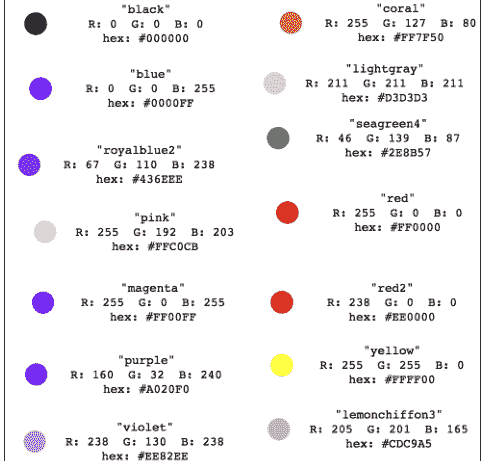 "black"
R: 0 G: 0 B: 0
hex: #000000
"blue"
R: 0 G: 0 B: 255
hex: #0000FF
"royalblue2"
R: 67 G: 110 B: 238
hex: #436EEE
"pink"
R: 255 G: 192 B: 203
hex: #FFC0CB
"magenta"
R: 255 G: 0 B: 255
hex: #FF00FF
"purple"
R: 160 G: 32 B: 240
hex: #A020F0
"violet"
R: 238 G: 130 B: 238
hex: #EE82EE
"coral"
R: 255 G: 127 B: 80
hex: #FF7F50
"lightgray"
R: 211 G: 211 B: 211
hex: #D3D3D3
"seagreen4"
R: 46 G: 139 B: 87
hex: #2E8B57
"red"
R: 255 G: 0 B: 0
hex: #FF0000
"red2"
R: 238 G: 0 B: 0
hex: #EE0000
"yellow"
R: 255 G: 255 B: 0
hex: #FFFF00
"lemonchiffon3"
R: 205 G: 201 B: 165
hex: #CDC9A5